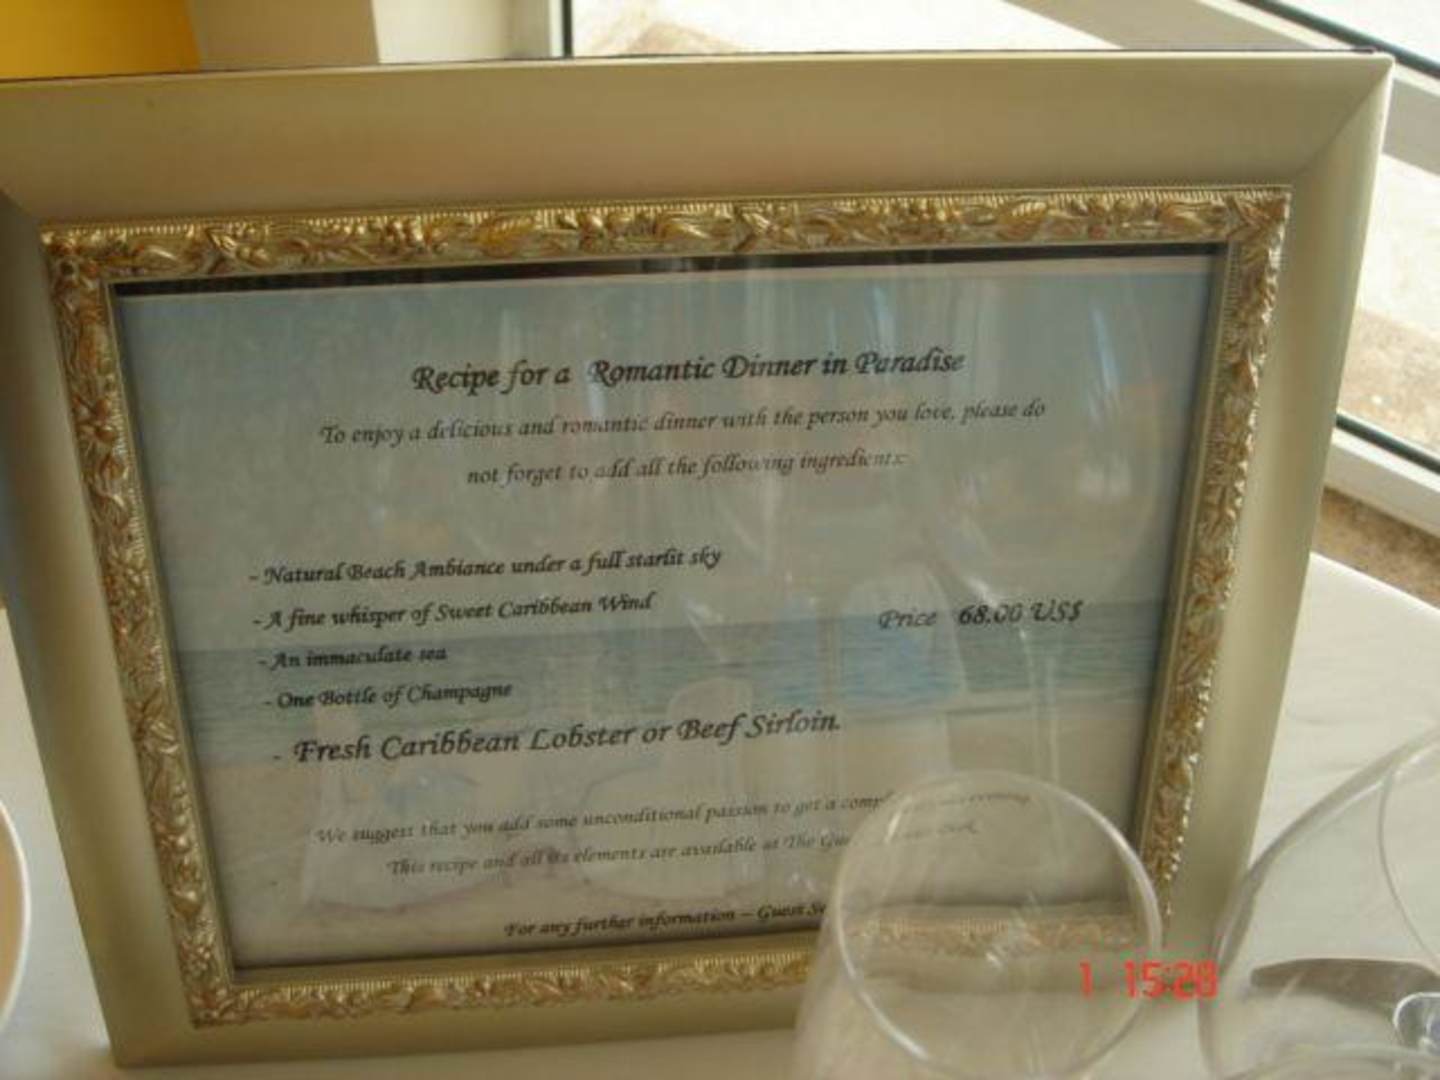 Recipe for a Romantic Dinner in Paradise
To enjoy a delicious and romantic dinner with the person you love, please do
not forget to add all the following ingredients:
- Natural Beach Ambiance under a full starlit sky
- A fine whisper of Sweet Caribbean Wind
Price 68.00 US$
- An immaculate sea
- One Bottle of Champagne
- Fresh Caribbean Lobster or Beef Sirloin.
We suggest that you add some unconditional passion to get a
This recipe and all its elements are available at The
For any further information – Guest
1 15:28